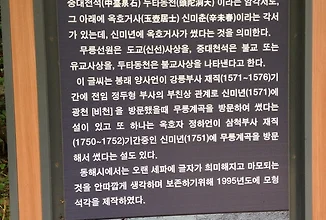 중대천석(中臺泉石) 두타동천(頭陀洞天) 이라는 암각서도,
그 아래에 옥호거사(玉壺居士) 신미춘(辛未春)이라는 각서
가 있는데, 신미년에 옥호거사가 썼다는 것을 의미한다.
무릉선원은 도교(신선)사상을, 중대천석은 불교 또는
유교사상을, 두타동천은 불교사상을 나타낸다고 한다.
이 글씨는 봉래 양사언이 강릉부사 재직(1571~1576)기
간에 전임 정두형 부사의 부친상 관계로 신미년(1571)에
광천 [비천] 을 방문했을때 무릉계곡을 방문하여 썼다는
설이 있고 또 하나는 옥호자 정하언이 삼척부사 재직
(1750~1752)기간중인 신미년(1751)에 무릉계곡을 방문
해서 썼다는 설도 있다.
동해시에서는 오랜 세파에 글자가 희미해지고 마모되는
것을 안타깝게 생각하며 보존하기위해 1995년도에 모형
석각을 제작하였다.